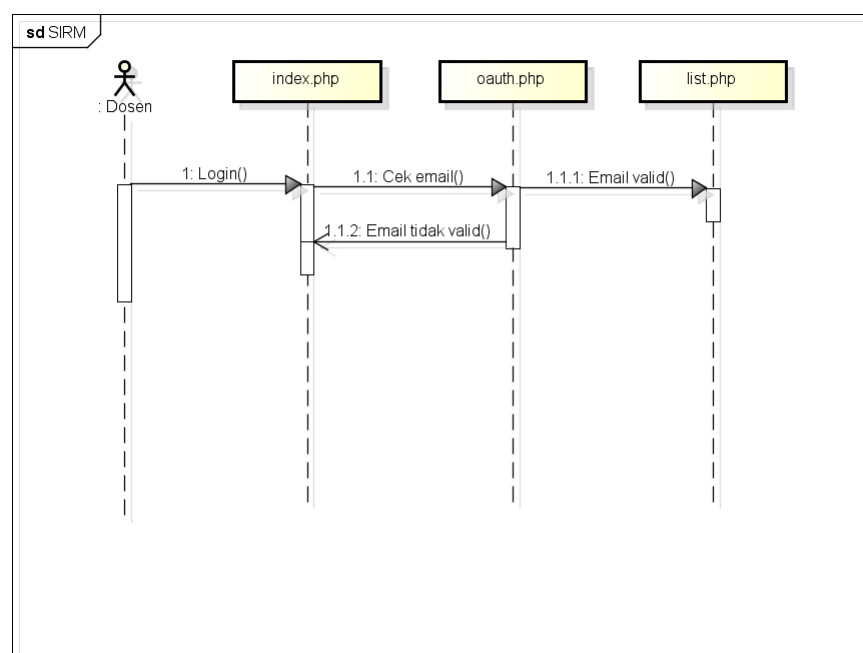 sd SIRM
: Dosen
index.php
oauth.php
list.php
1: Login()
1.1: Cek email()
1.1.1: Email valid()
1.1.2: Email tidak valid()